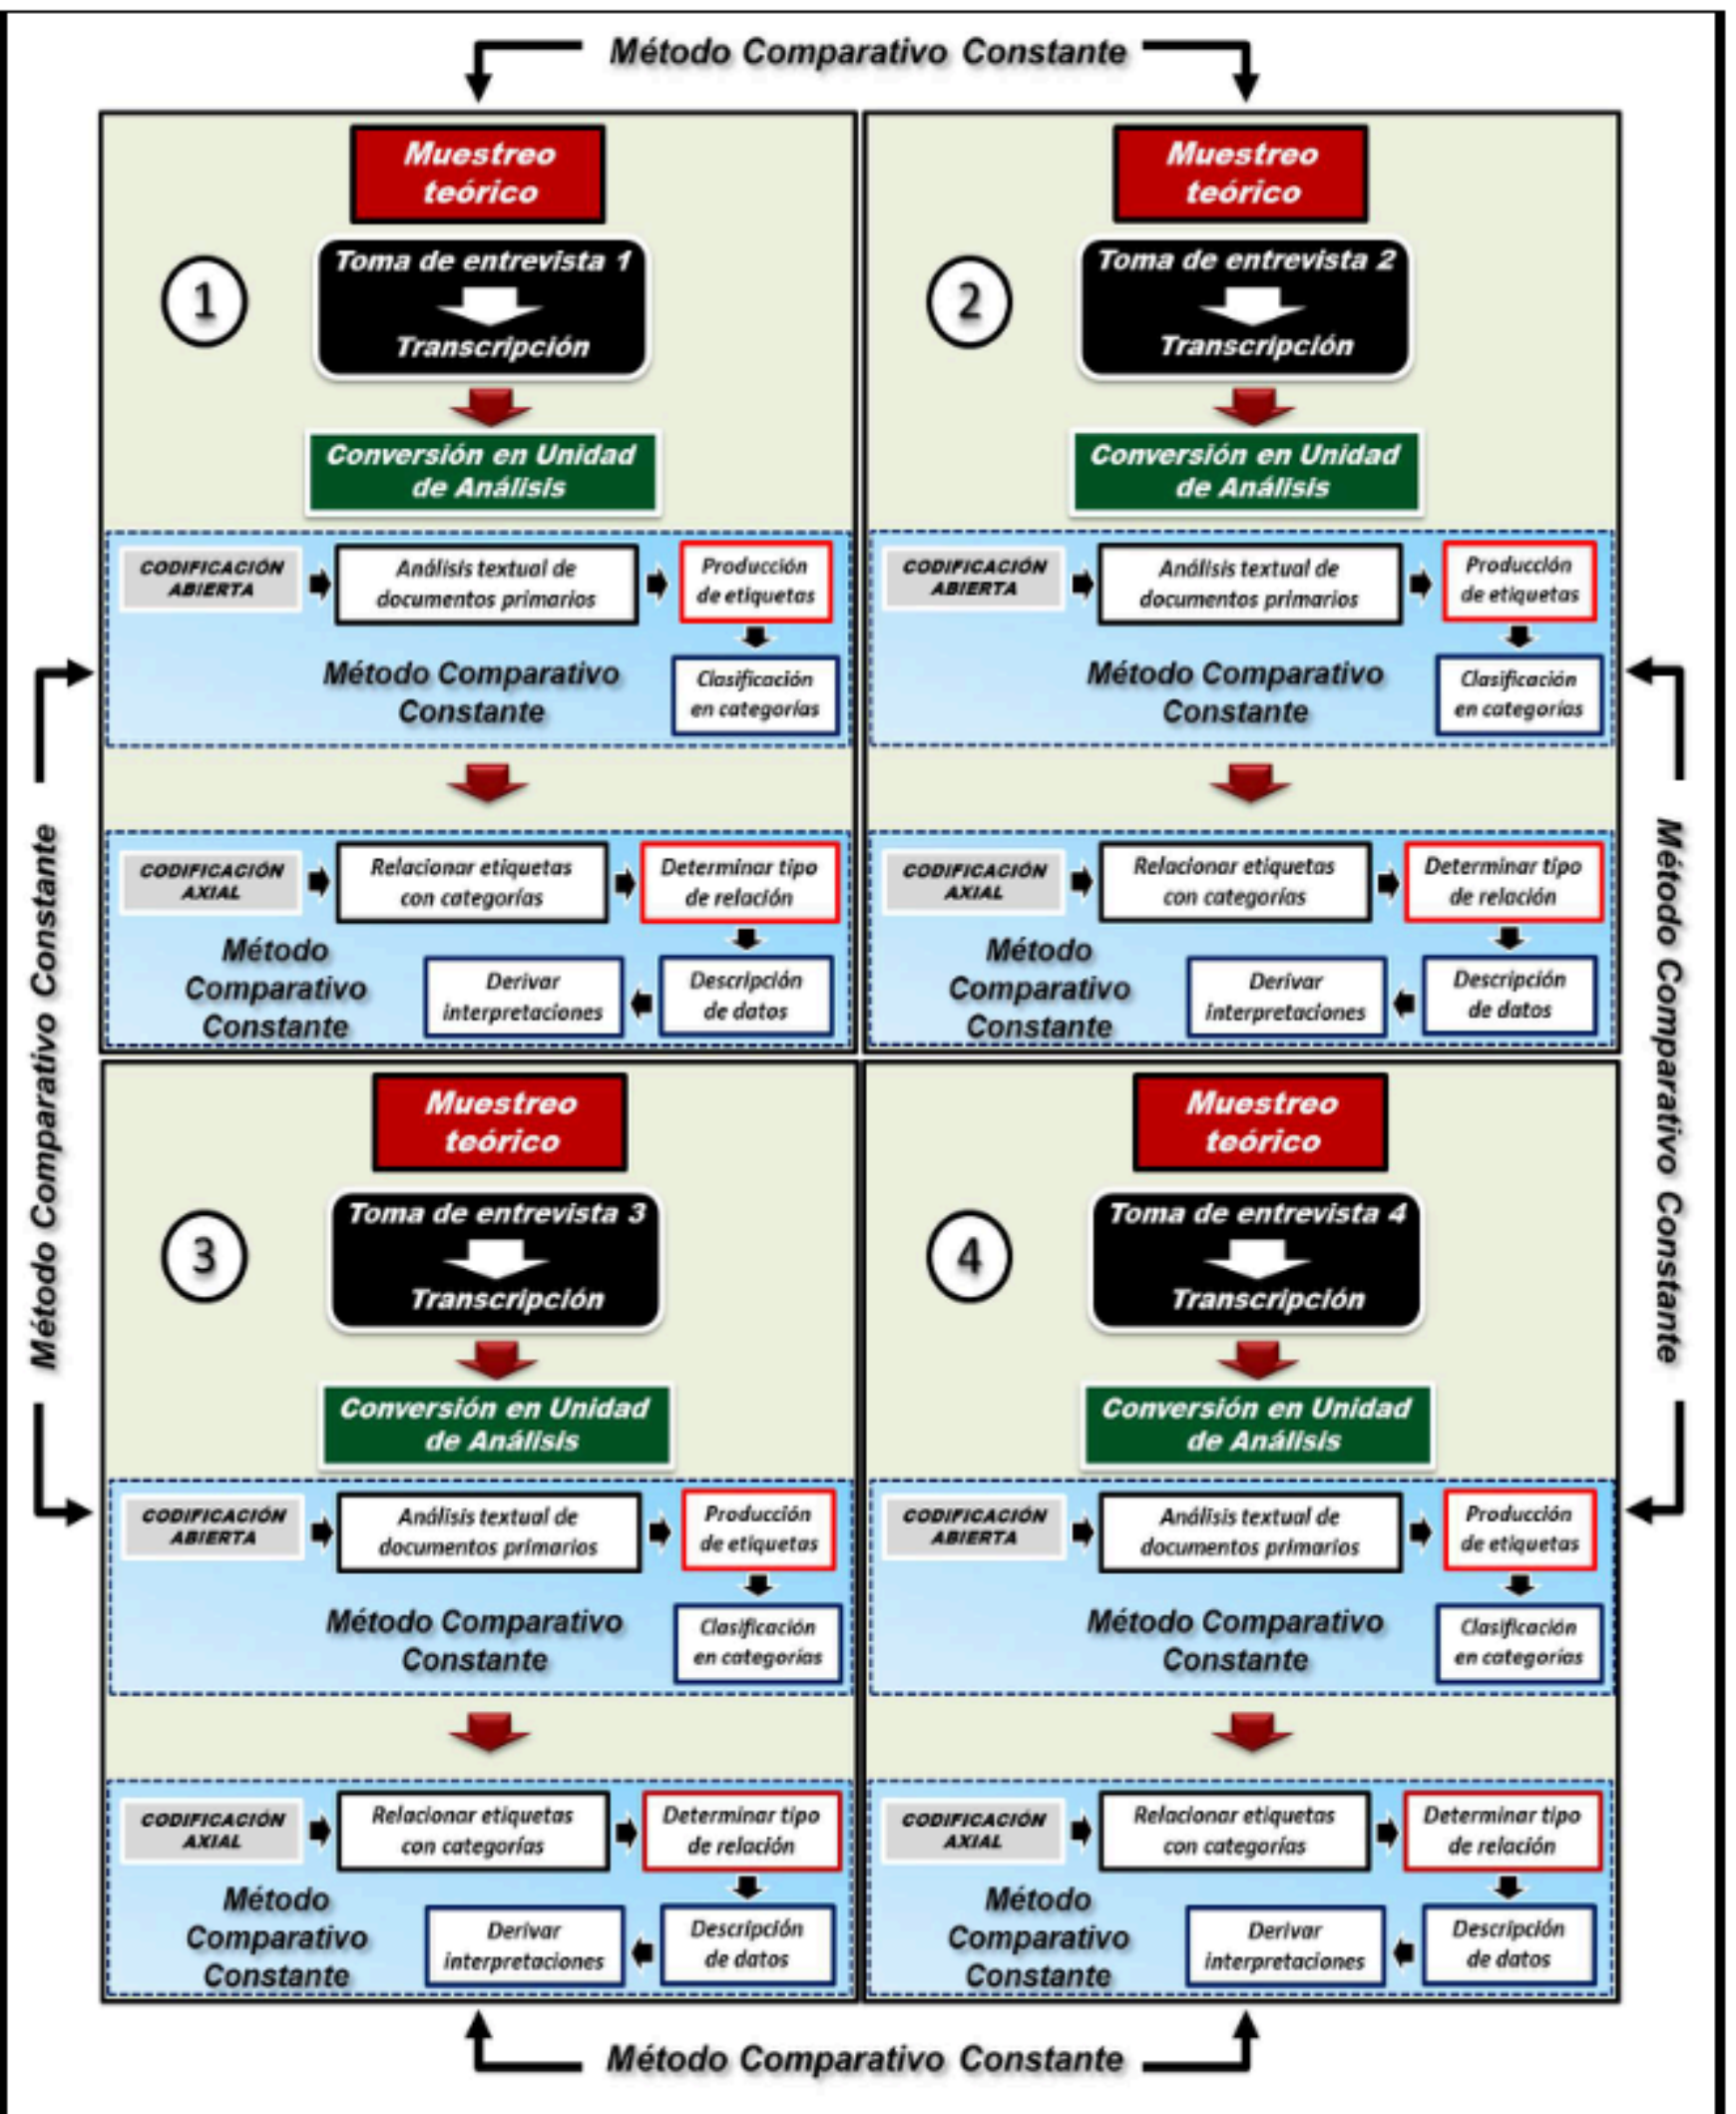 Método Comparativo Constante
Muestreo
teórico
1
Toma de entrevista 1
Transcripción
Conversión en Unidad
de Análisis
CODIFICACIÓN
ABIERTA
Análisis textual de
documentos primarios
Producción
de etiquetas
Método Comparativo
Constante
Clasificación
en categorías
CODIFICACIÓN
AXIAL
Relacionar etiquetas
con categorías
Determinar tipo
de relación
Método
Comparativo
Constante
Derivar
interpretaciones
Descripción
de datos
Muestreo
teórico
2
Toma de entrevista 2
Transcripción
Conversión en Unidad
de Análisis
CODIFICACIÓN
ABIERTA
Análisis textual de
documentos primarios
Producción
de etiquetas
Método Comparativo
Constante
Clasificación
en categorías
CODIFICACIÓN
AXIAL
Relacionar etiquetas
con categorías
Determinar tipo
de relación
Método
Comparativo
Constante
Derivar
interpretaciones
Descripción
de datos
Método Comparativo Constante
Método Comparativo Constante
Muestreo
teórico
3
Toma de entrevista 3
Transcripción
Conversión en Unidad
de Análisis
CODIFICACIÓN
ABIERTA
Análisis textual de
documentos primarios
Producción
de etiquetas
Método Comparativo
Constante
Clasificación
en categorías
CODIFICACIÓN
AXIAL
Relacionar etiquetas
con categorías
Determinar tipo
de relación
Método
Comparativo
Constante
Derivar
interpretaciones
Descripción
de datos
Muestreo
teórico
4
Toma de entrevista 4
Transcripción
Conversión en Unidad
de Análisis
CODIFICACIÓN
ABIERTA
Análisis textual de
documentos primarios
Producción
de etiquetas
Método Comparativo
Constante
Clasificación
en categorías
CODIFICACIÓN
AXIAL
Relacionar etiquetas
con categorías
Determinar tipo
de relación
Método
Comparativo
Constante
Derivar
interpretaciones
Descripción
de datos
Método Comparativo Constante